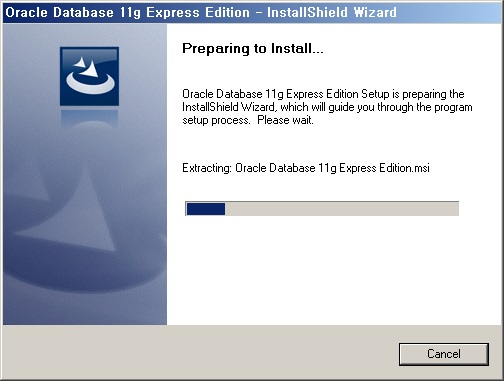 Oracle Database 11g Express Edition - InstallShield Wizard
Preparing to Install...
Oracle Database 11g Express Edition Setup is preparing the
InstallShield Wizard, which will guide you through the program
setup process. Please wait.
Extracting: Oracle Database 11g Express Edition.msi
Cancel